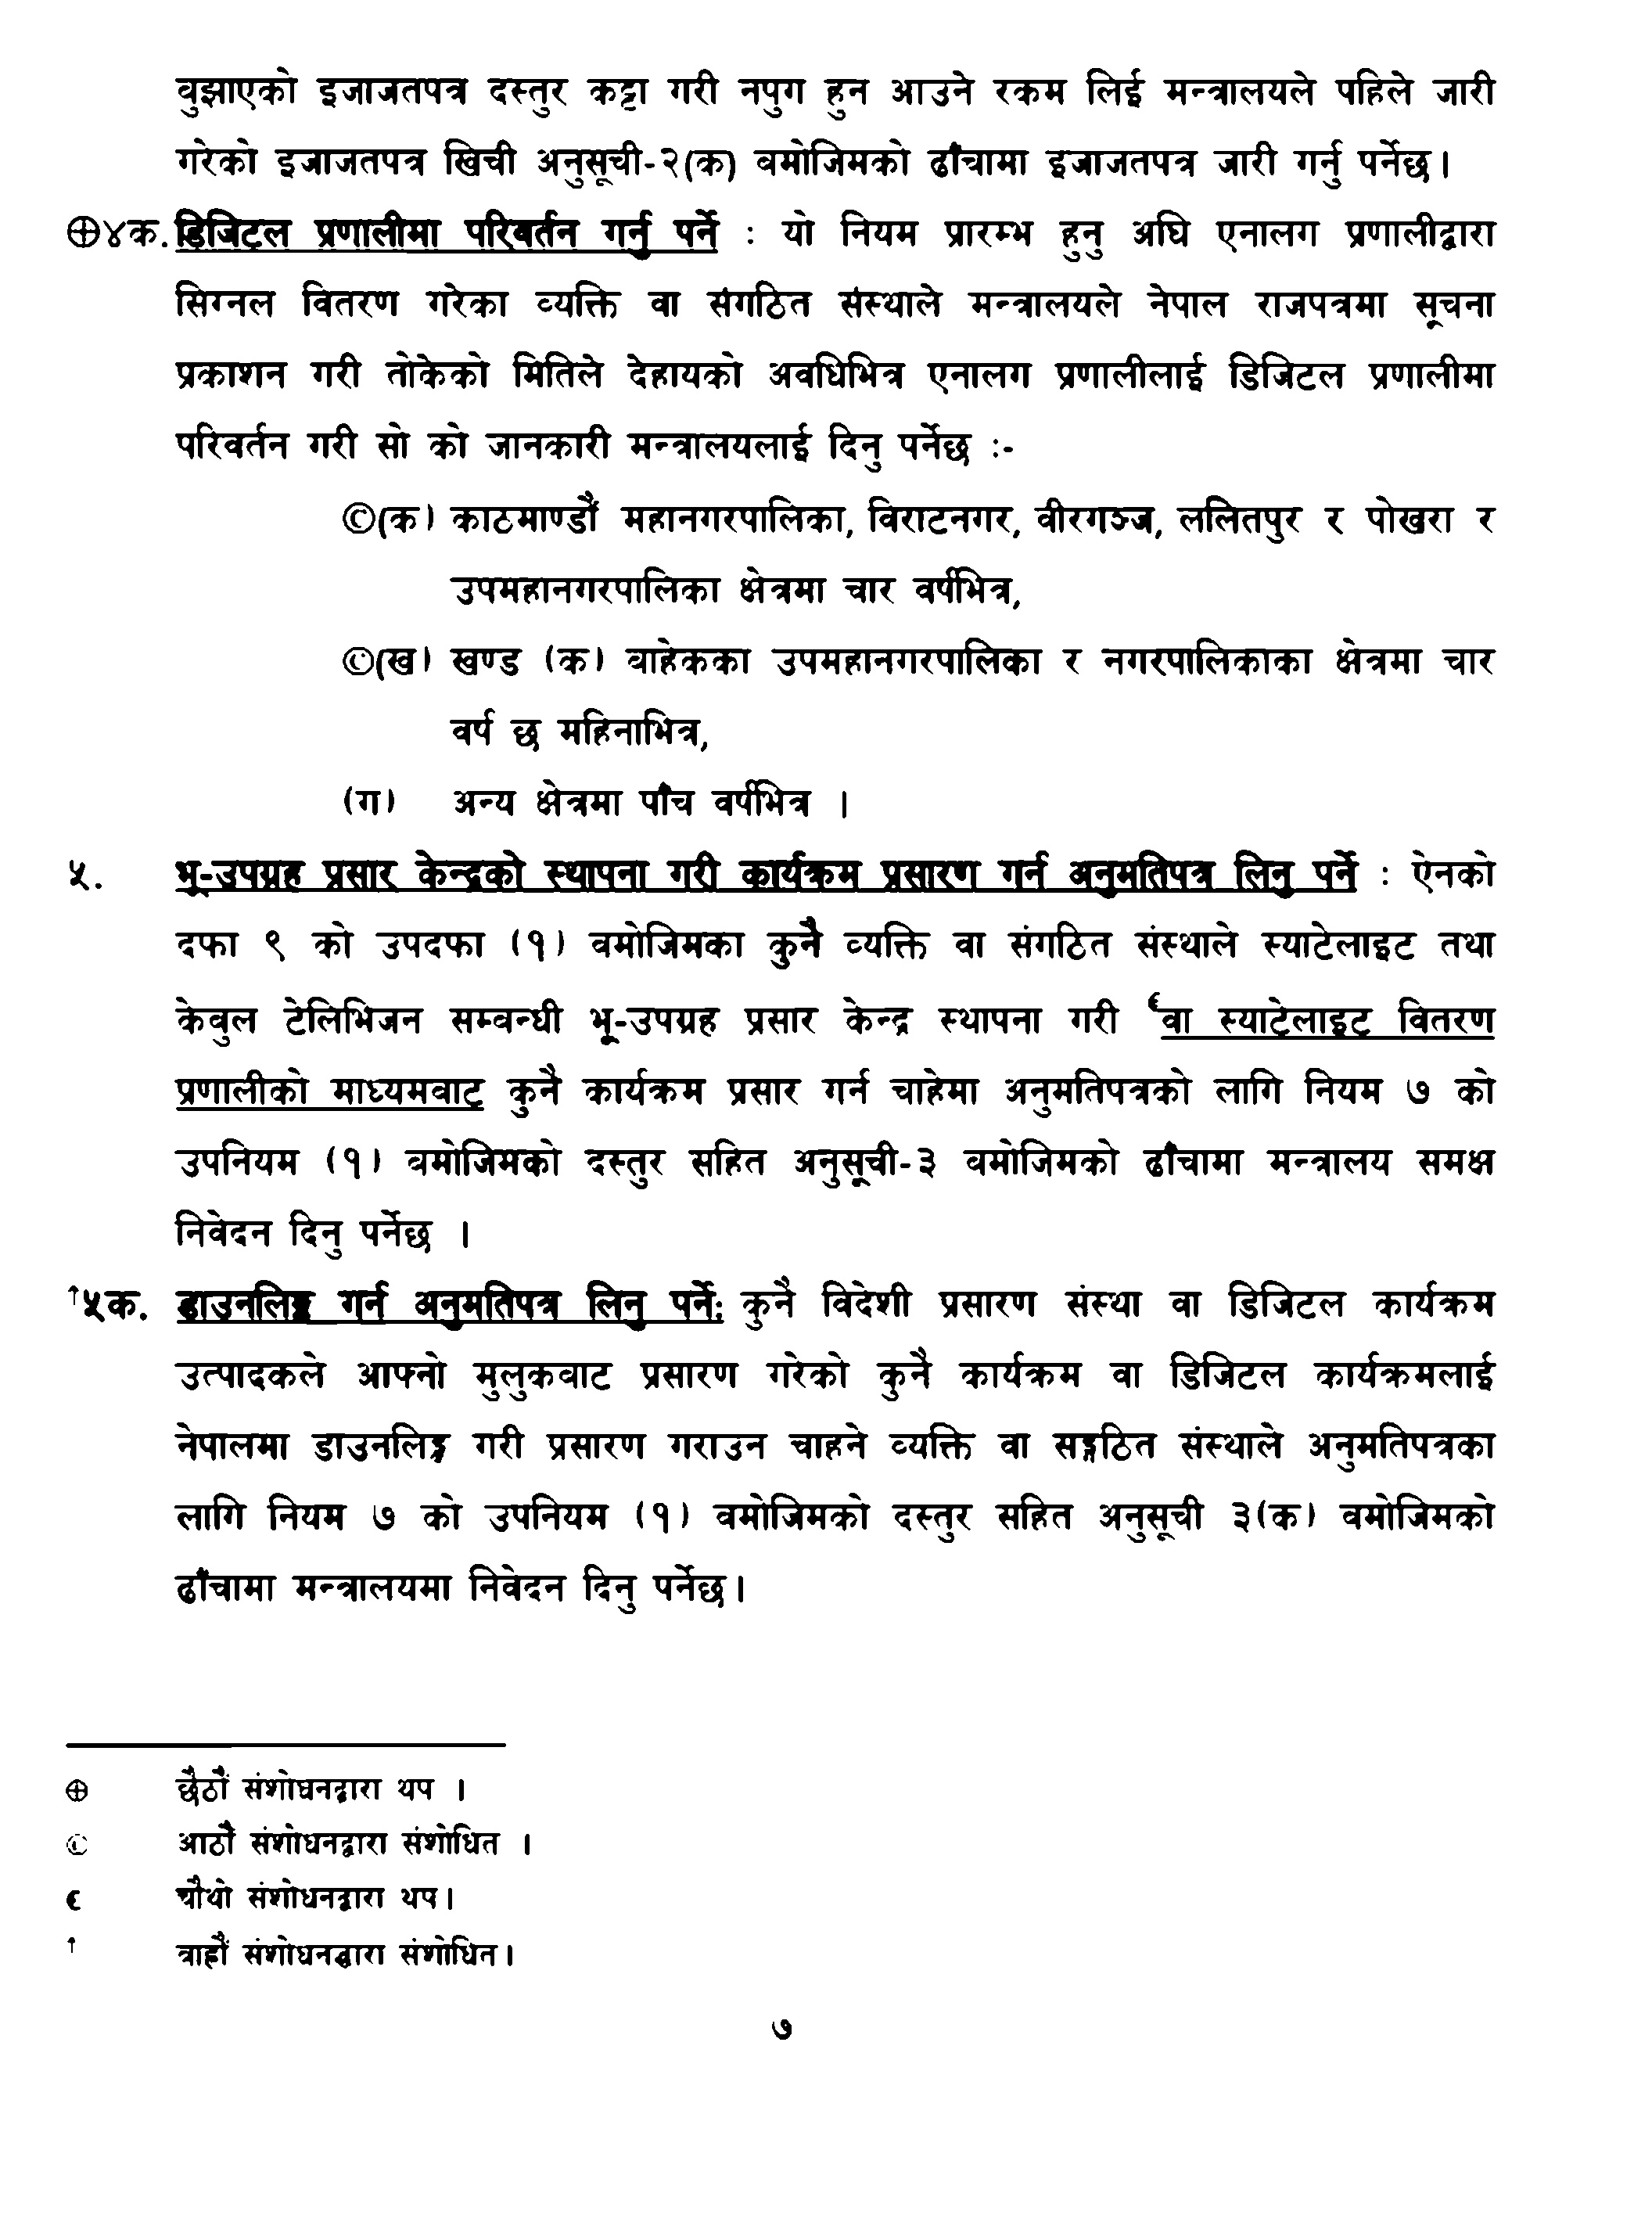 बुझाएको इजाजतपत्र दस्तुर कट्टा गरी नपुग हुन आउने रकम लिई मन्त्रालयले पहिले जारी
गरेको इजाजतपत्र खिची अनुसूची-२(क) बमोजिमको ढाँचामा इजाजतपत्र जारी गर्नु पर्नेछ।
⊕४क. डिजिटल प्रणालीमा परिवर्तन गर्नु पर्ने : यो नियम प्रारम्भ हुनु अघि एनालग प्रणालीद्वारा
सिग्नल वितरण गरेका व्यक्ति वा संगठित संस्थाले मन्त्रालयले नेपाल राजपत्रमा सूचना
प्रकाशन गरी तोकेको मितिले देहायको अवधिभित्र एनालग प्रणालीलाई डिजिटल प्रणालीमा
परिवर्तन गरी सो को जानकारी मन्त्रालयलाई दिनु पर्नेछ :-
©(क) काठमाण्डौं महानगरपालिका, विराटनगर, वीरगञ्ज, ललितपुर र पोखरा र
उपमहानगरपालिका क्षेत्रमा चार वर्षभित्र,
©(ख) खण्ड (क) बाहेकका उपमहानगरपालिका र नगरपालिकाका क्षेत्रमा चार
वर्ष छ महिनाभित्र,
(ग) अन्य क्षेत्रमा पाँच वर्षभित्र ।
५. भू-उपग्रह प्रसार केन्द्रको स्थापना गरी कार्यक्रम प्रसारण गर्न अनुमतिपत्र लिनु पर्ने : ऐनको
दफा ९ को उपदफा (१) बमोजिमका कुनै व्यक्ति वा संगठित संस्थाले स्याटेलाइट तथा
केबुल टेलिभिजन सम्बन्धी भू-उपग्रह प्रसार केन्द्र स्थापना गरी ϵवा स्याटेलाइट वितरण
प्रणालीको माध्यमबाट कुनै कार्यक्रम प्रसार गर्न चाहेमा अनुमतिपत्रको लागि नियम ७ को
उपनियम (१) बमोजिमको दस्तुर सहित अनुसूची-३ बमोजिमको ढाँचामा मन्त्रालय समक्ष
निवेदन दिनु पर्नेछ ।
↑५क. डाउनलिङ्क गर्न अनुमतिपत्र लिनु पर्ने: कुनै विदेशी प्रसारण संस्था वा डिजिटल कार्यक्रम
उत्पादकले आफ्नो मुलुकबाट प्रसारण गरेको कुनै कार्यक्रम वा डिजिटल कार्यक्रमलाई
नेपालमा डाउनलिङ्क गरी प्रसारण गराउन चाहने व्यक्ति वा सङ्गठित संस्थाले अनुमतिपत्रका
लागि नियम ७ को उपनियम (१) बमोजिमको दस्तुर सहित अनुसूची ३(क) बमोजिमको
ढाँचामा मन्त्रालयमा निवेदन दिनु पर्नेछ।
⊕ छैठौं संशोधनद्वारा थप ।
© आठौं संशोधनद्वारा संशोधित ।
ϵ चौथो संशोधनद्वारा थप।
↑ बाह्रौं संशोधनद्धारा संशोधित।
७